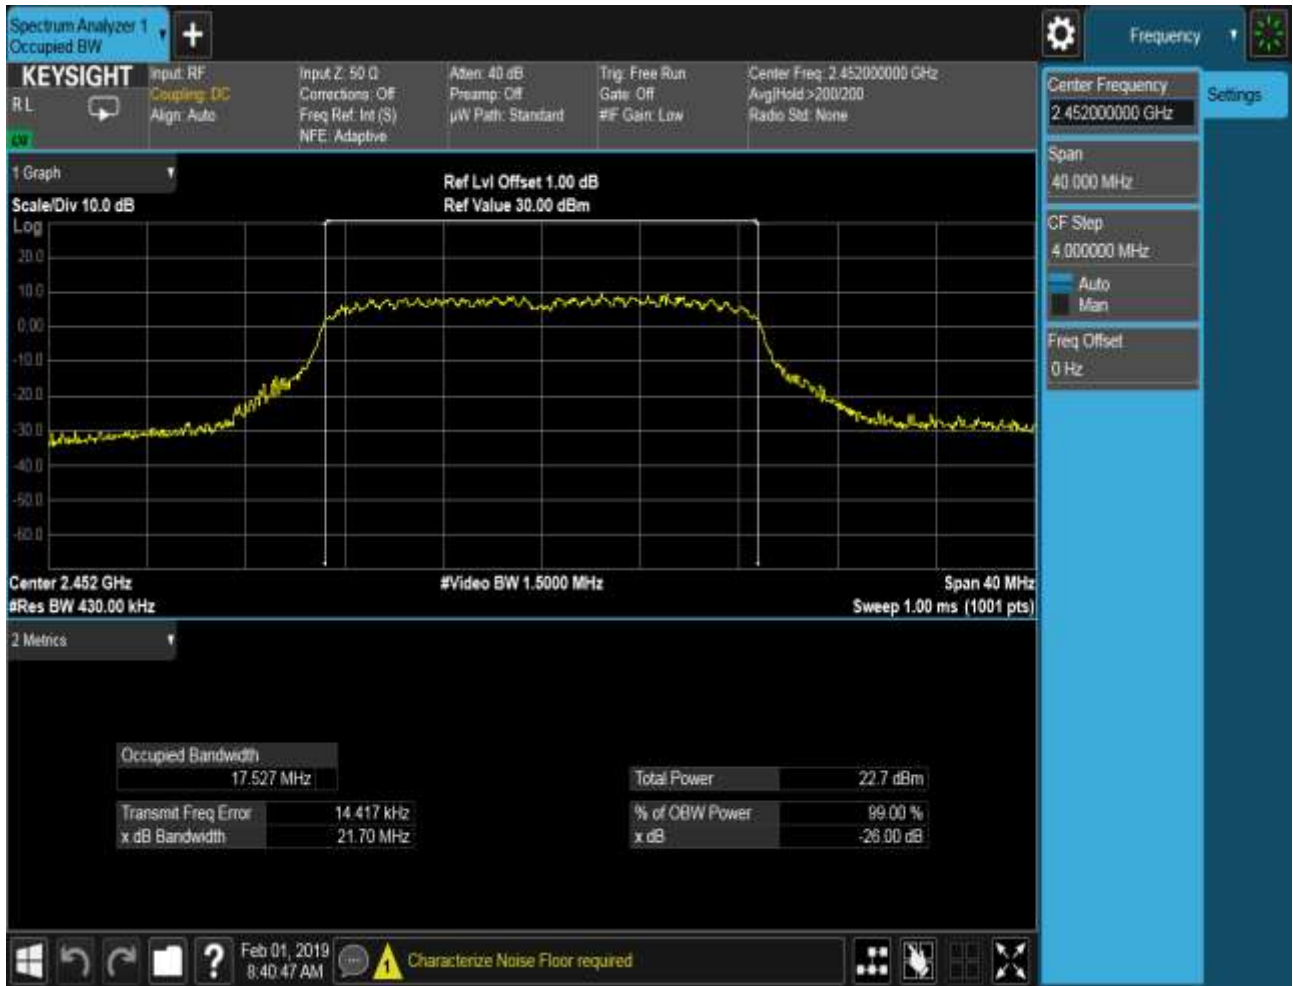 Spectrum Analyzer 1
Occupied BW
Frequency
KEYSIGHT
RL
LXI
Input: RF
Coupling: DC
Align: Auto
Input Z: 50 Ω
Corrections: Off
Freq Ref: Int (S)
NFE: Adaptive
Atten: 40 dB
Preamp: Off
µW Path: Standard
Trig: Free Run
Gate: Off
#IF Gain: Low
Center Freq: 2.452000000 GHz
Avg|Hold:>200/200
Radio Std: None
Center Frequency
2.452000000 GHz
Settings
Span
40.000 MHz
CF Step
4.000000 MHz
Auto
Man
Freq Offset
0 Hz
1 Graph
Scale/Div 10.0 dB
Ref Lvl Offset 1.00 dB
Ref Value 30.00 dBm
Log
20.0
10.0
0.00
-10.0
-20.0
-30.0
-40.0
-50.0
-60.0
Center 2.452 GHz
#Res BW 430.00 kHz
#Video BW 1.5000 MHz
Span 40 MHz
Sweep 1.00 ms (1001 pts)
2 Metrics
Occupied Bandwidth
17.527 MHz
Transmit Freq Error 14.417 kHz
x dB Bandwidth 21.70 MHz
Total Power 22.7 dBm
% of OBW Power 99.00 %
x dB -26.00 dB
?
Feb 01, 2019
8:40:47 AM
1
Characterize Noise Floor required